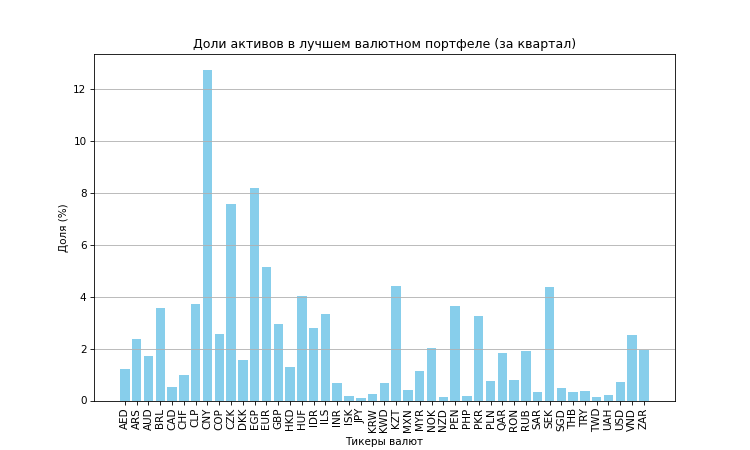 Доли активов в лучшем валютном портфеле (за квартал)
Доля (%)
12
10
8
6
4
2
0
AED ARS AUD BRL CAD CHF CLP CNY COP CZK DKK EGP EUR GBP HKD HUF IDR ILS INR ISK JPY KRW KWD KZT MXN MYR NOK NZD PEN PHP PKR PLN QAR RON RUB SAR SEK SGD THB TRY TWD UAH USD VND ZAR
Тикеры валют